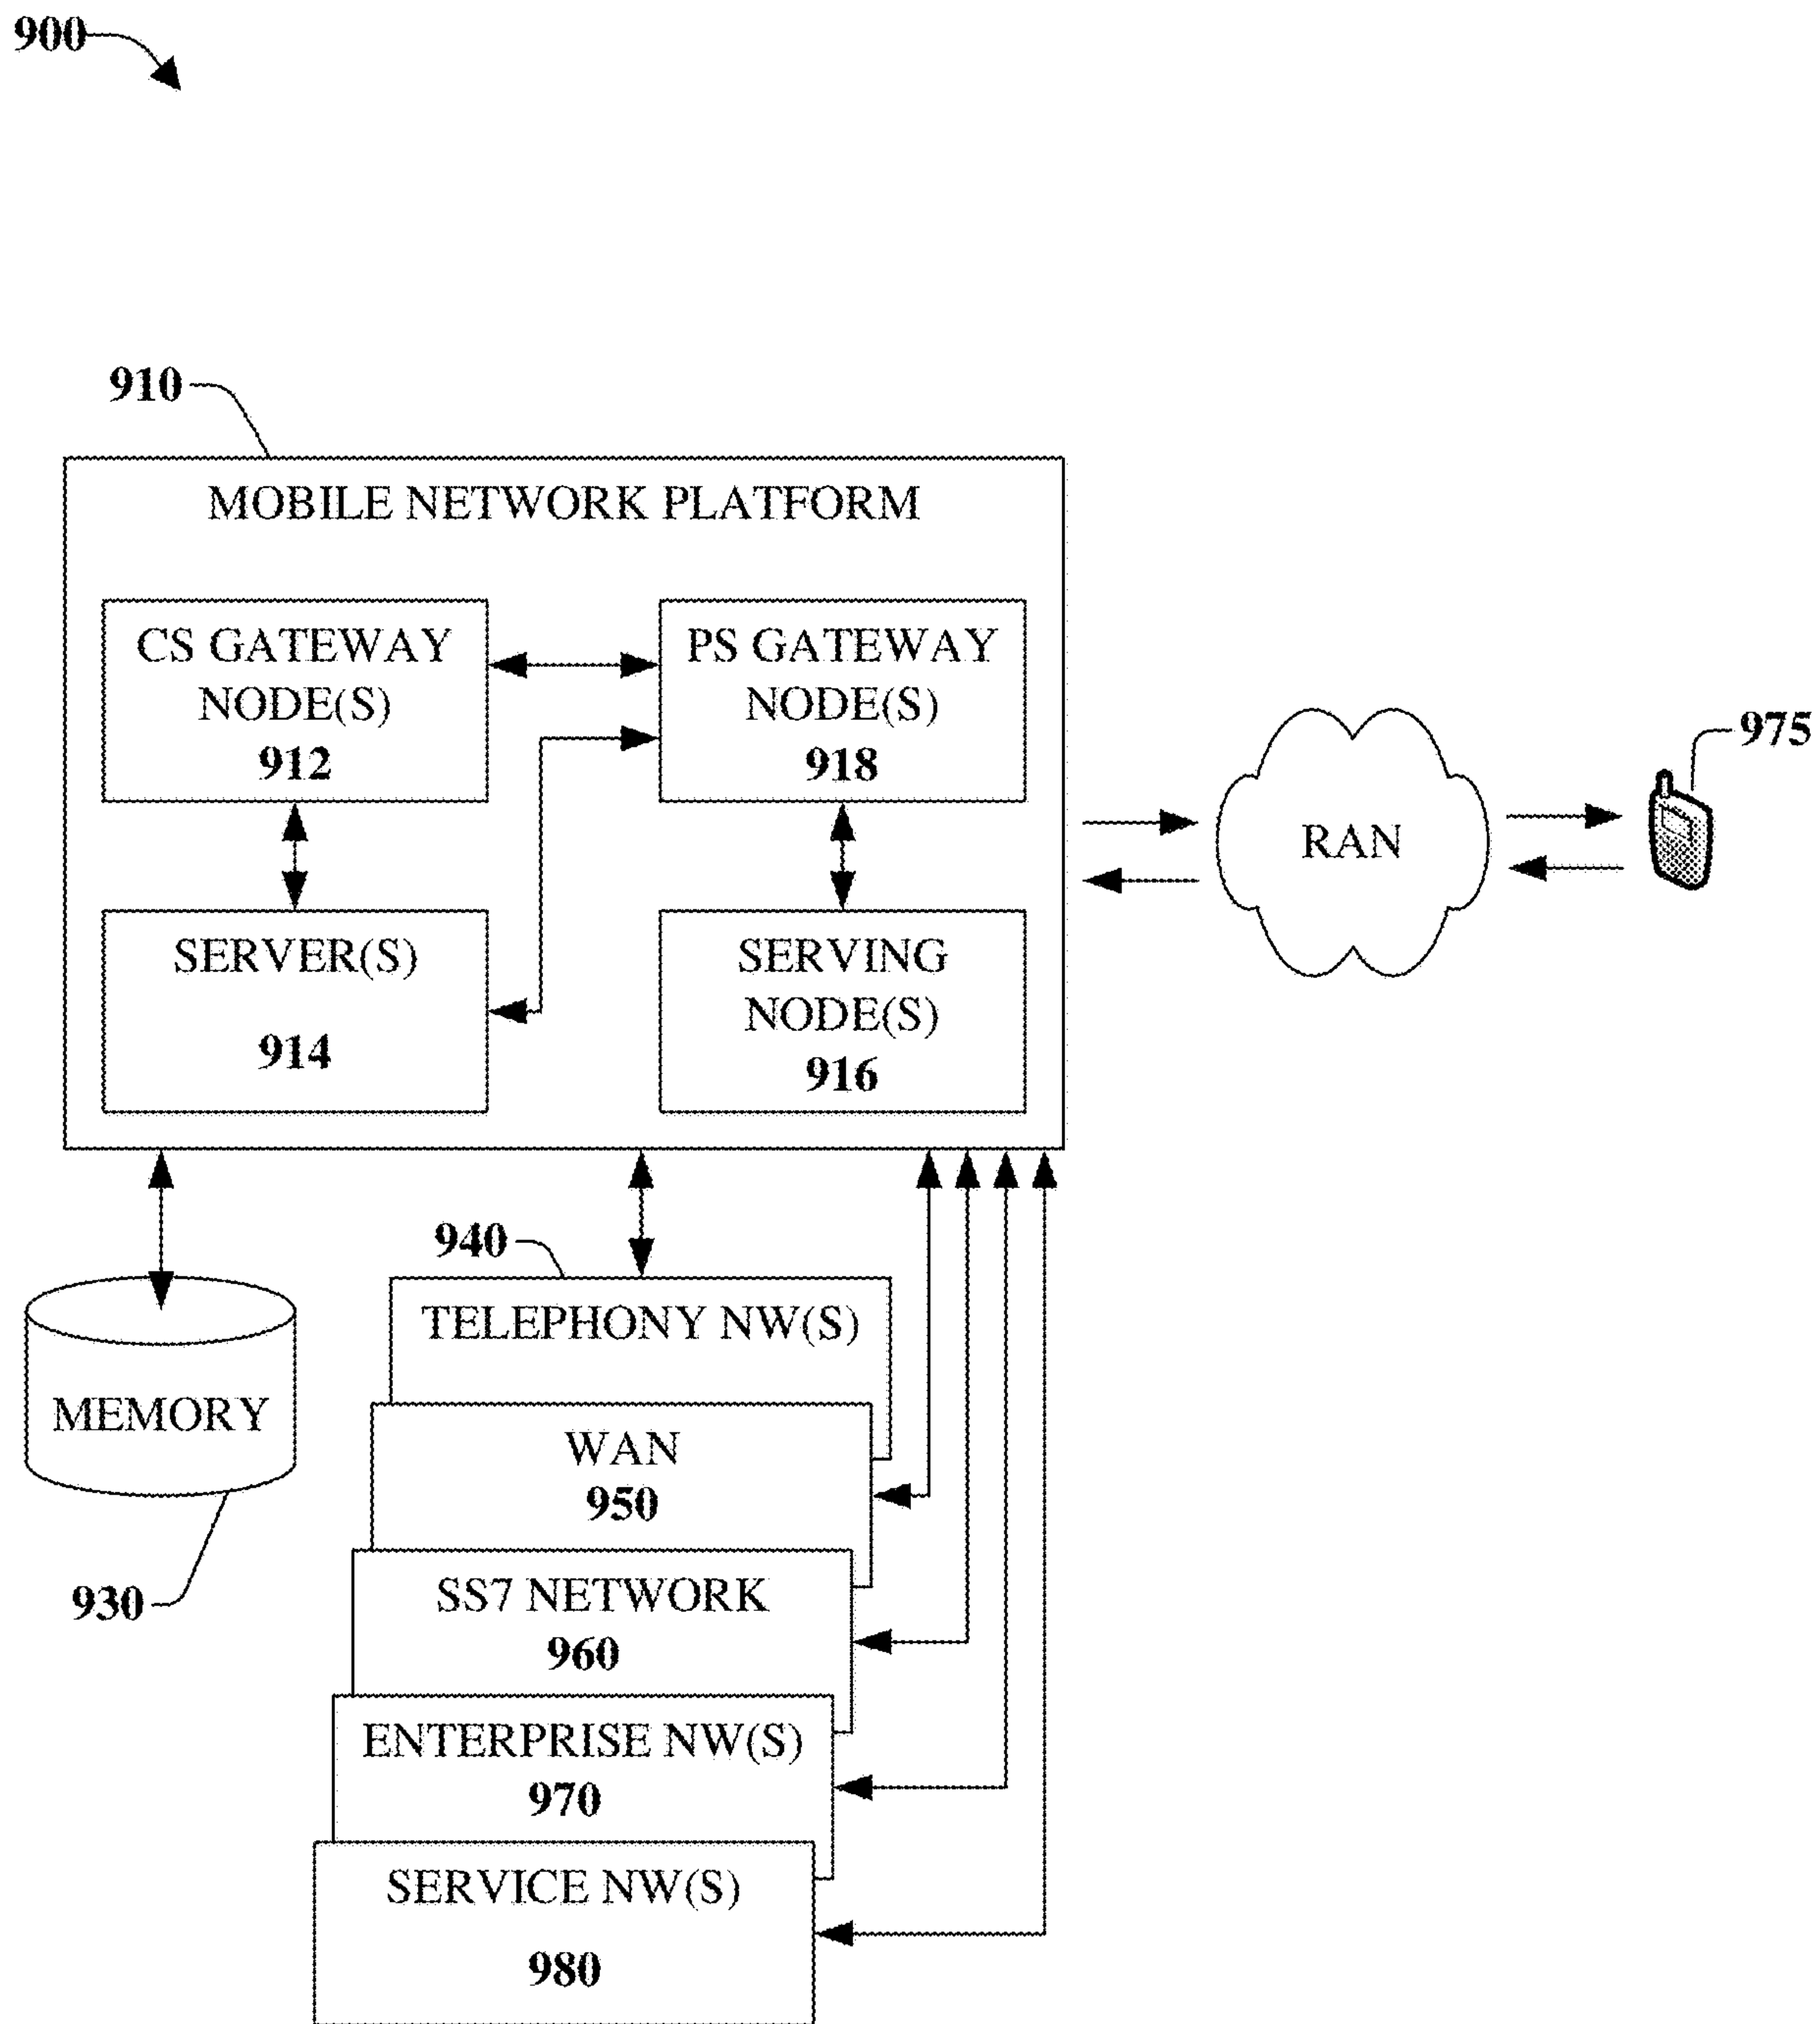 900
910
MOBILE NETWORK PLATFORM
CS GATEWAY
NODE(S)
912
PS GATEWAY
NODE(S)
918
SERVER(S)
914
SERVING
NODE(S)
916
RAN
975
940
TELEPHONY NW(S)
MEMORY
930
WAN
950
SS7 NETWORK
960
ENTERPRISE NW(S)
970
SERVICE NW(S)
980